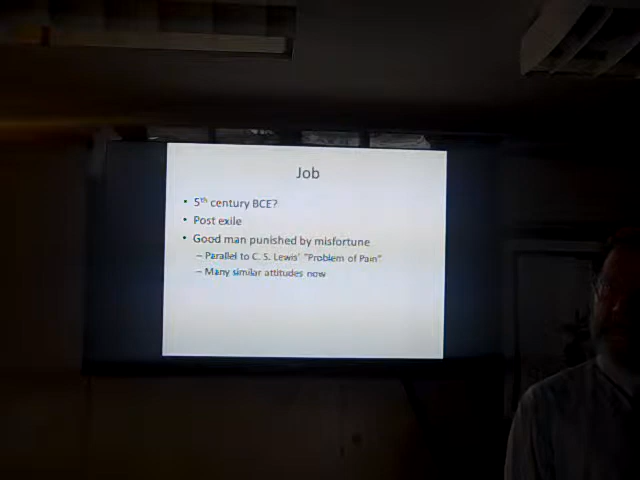 Job
• 5th century BCE?
• Post exile
• Good man punished by misfortune
– Parallel to C. S. Lewis' "Problem of Pain"
– Many similar attitudes now